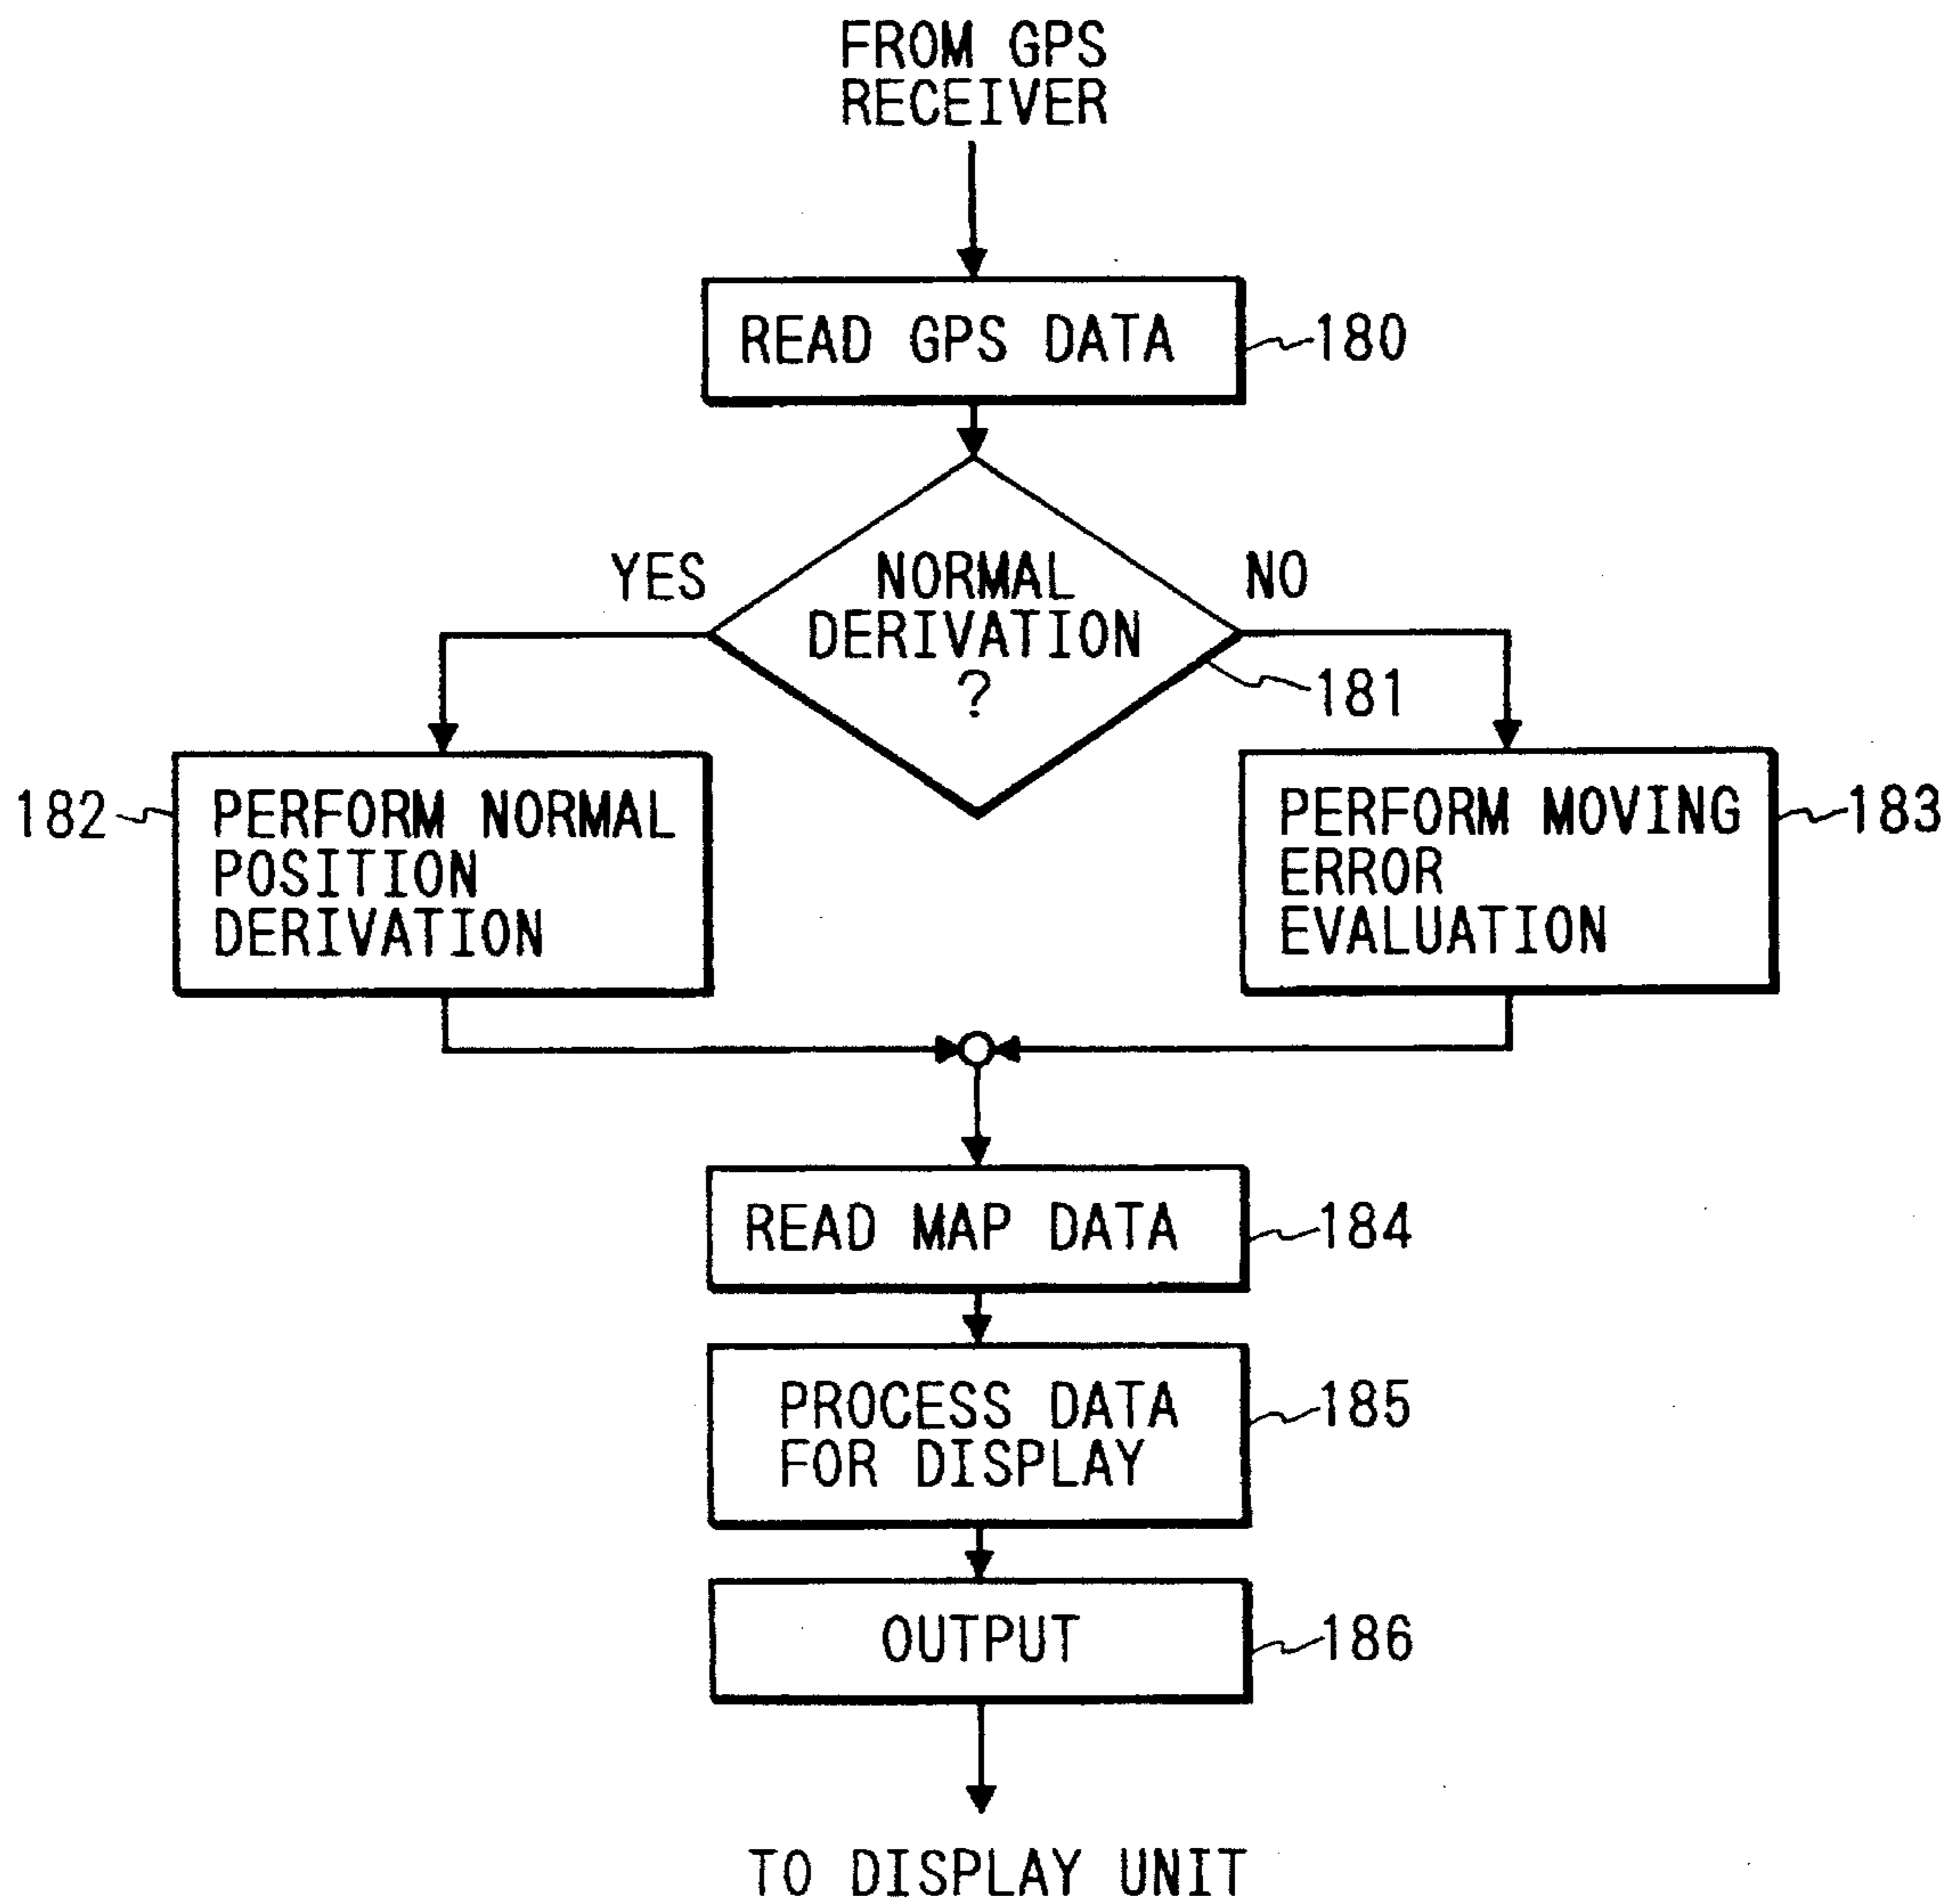 FROM GPS
RECEIVER
READ GPS DATA
180
YES
NORMAL
DERIVATION
?
NO
181
182
PERFORM NORMAL
POSITION
DERIVATION
PERFORM MOVING
ERROR
EVALUATION
183
READ MAP DATA
184
PROCESS DATA
FOR DISPLAY
185
OUTPUT
186
TO DISPLAY UNIT